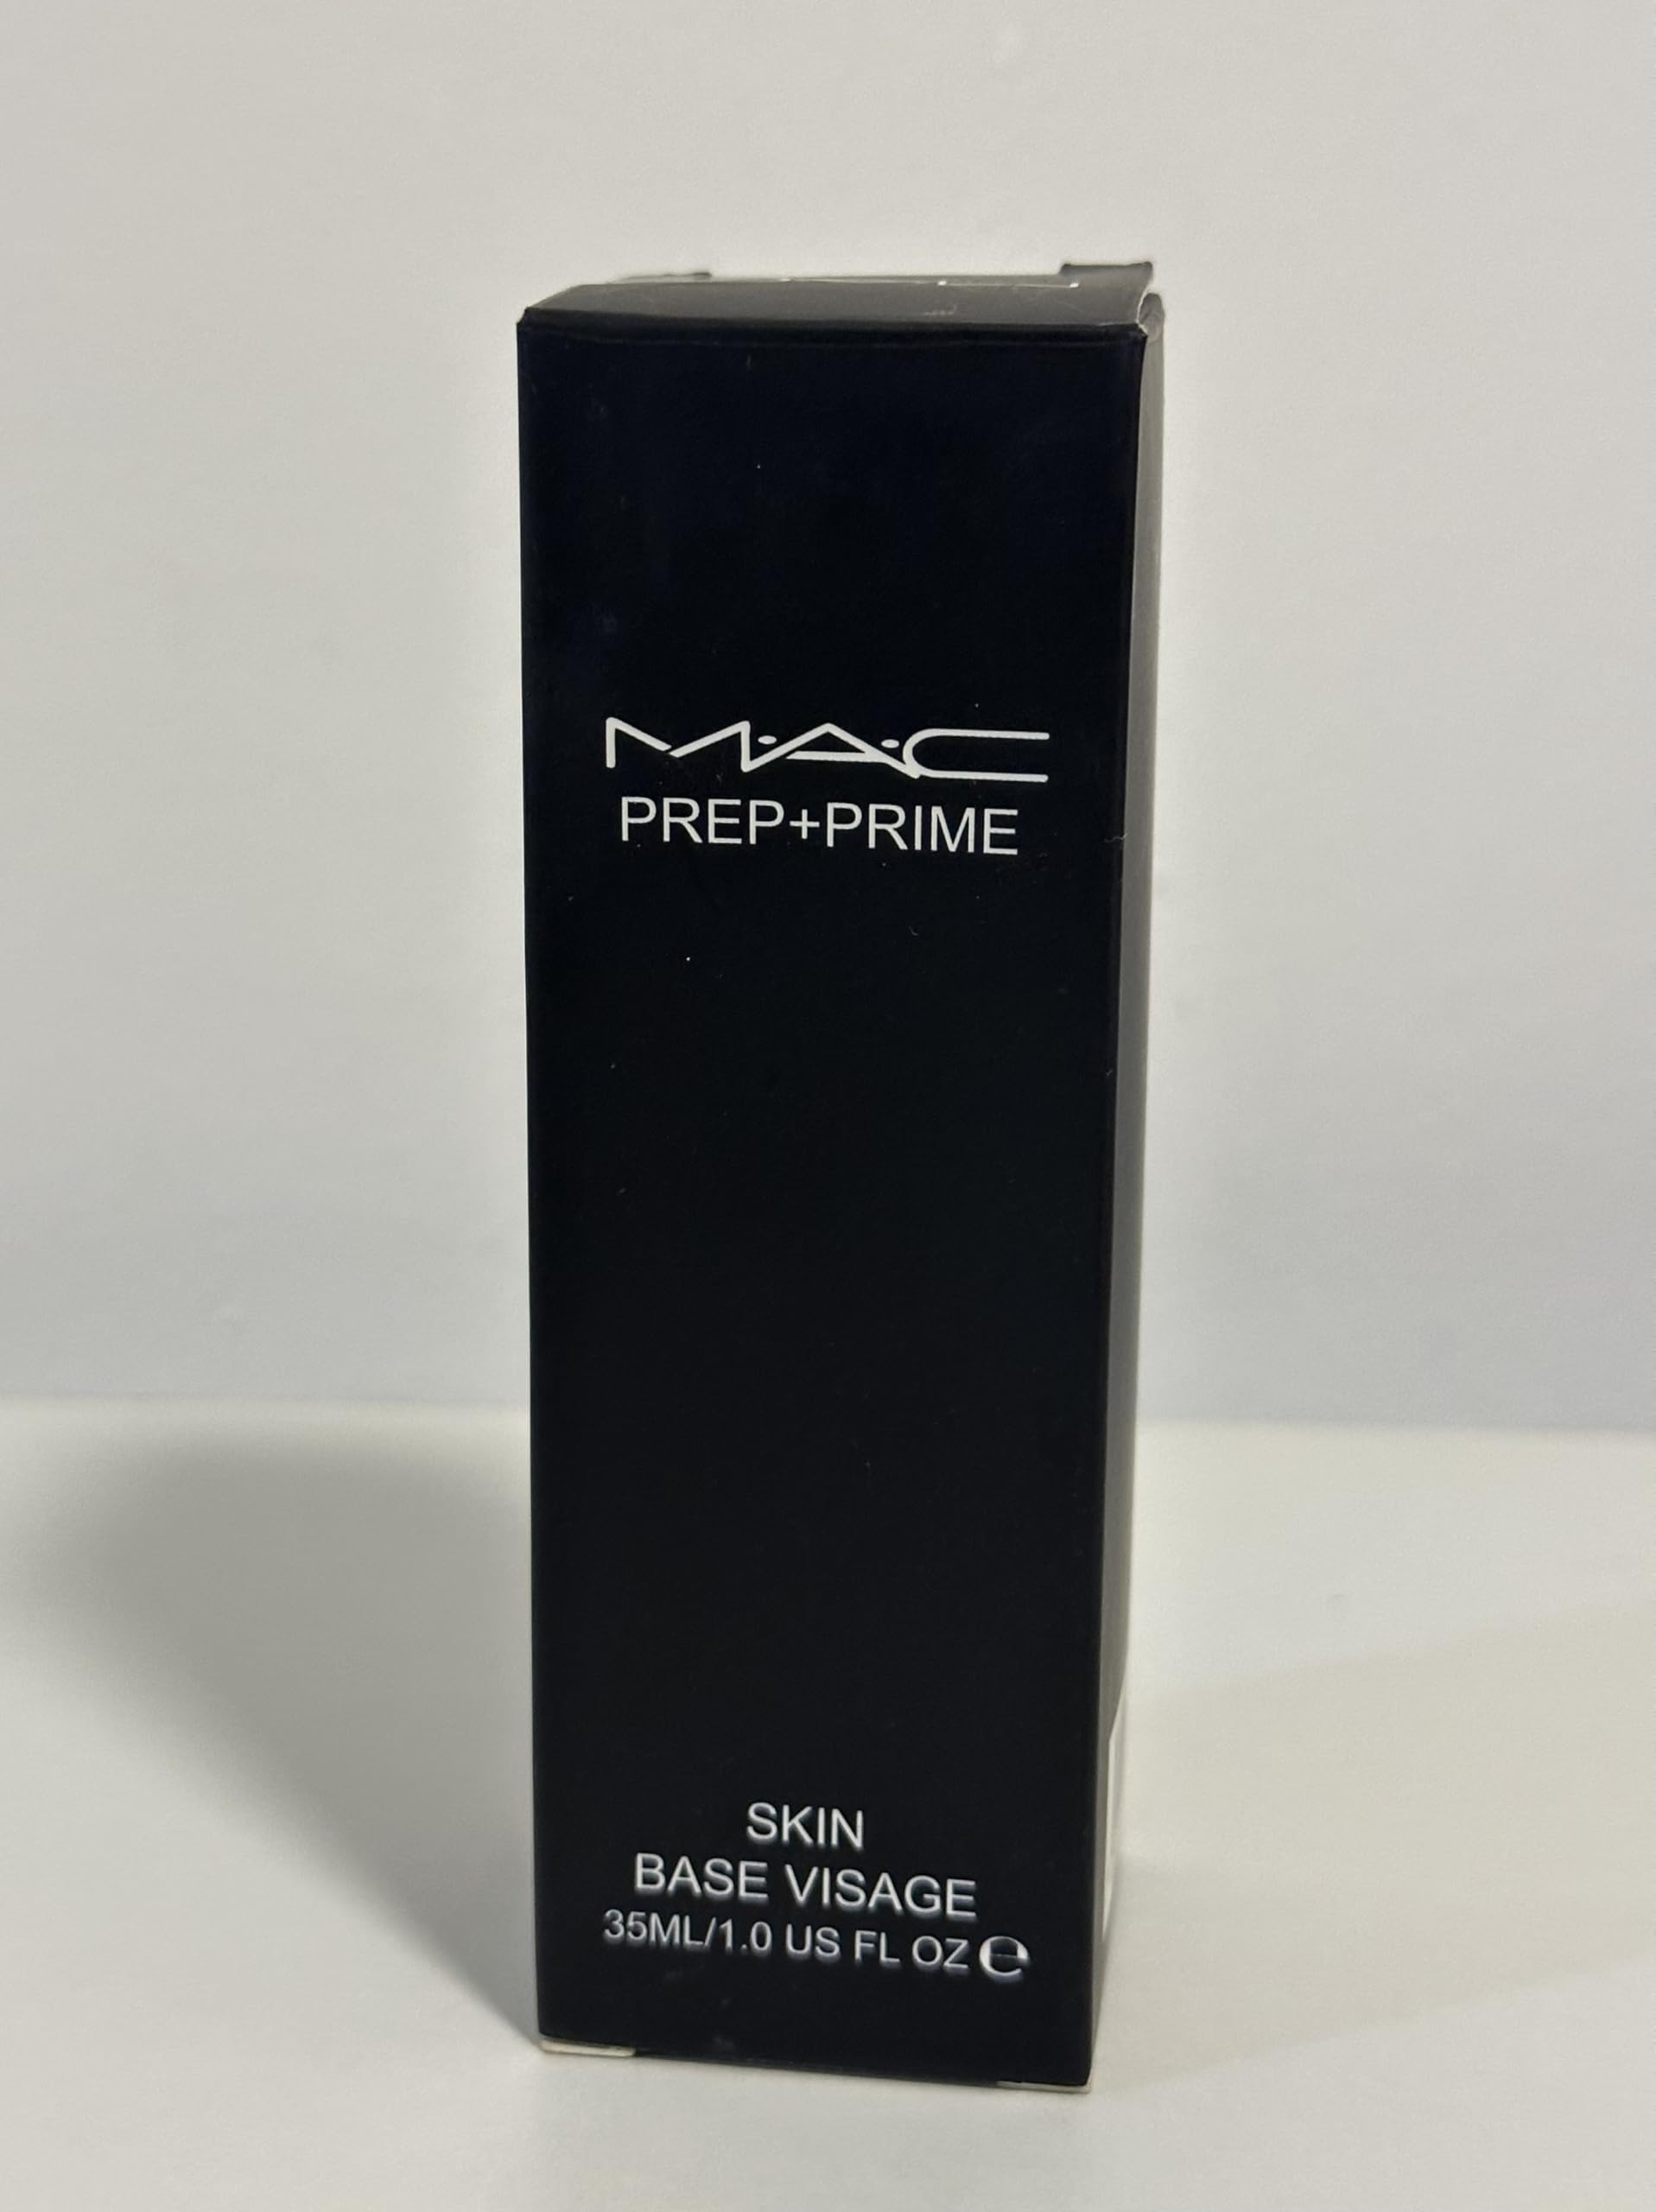 M·A·C
PREP+PRIME
SKIN
BASE VISAGE
35ML/1.0 US FL OZ e